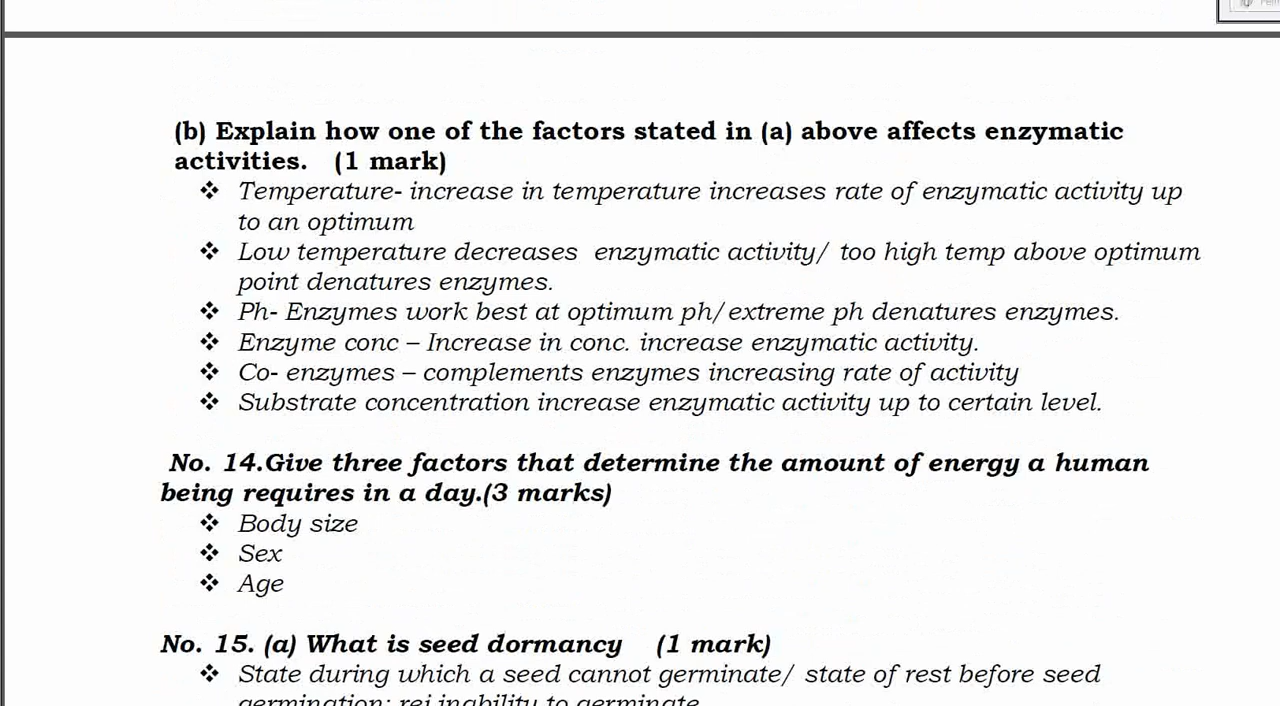 (b) Explain how one of the factors stated in (a) above affects enzymatic
activities. (1 mark)
❖ Temperature- increase in temperature increases rate of enzymatic activity up
to an optimum
❖ Low temperature decreases enzymatic activity/ too high temp above optimum
point denatures enzymes.
❖ Ph- Enzymes work best at optimum ph/extreme ph denatures enzymes.
❖ Enzyme conc – Increase in conc. increase enzymatic activity.
❖ Co- enzymes – complements enzymes increasing rate of activity
❖ Substrate concentration increase enzymatic activity up to certain level.
No. 14.Give three factors that determine the amount of energy a human
being requires in a day.(3 marks)
❖ Body size
❖ Sex
❖ Age
No. 15. (a) What is seed dormancy (1 mark)
❖ State during which a seed cannot germinate/ state of rest before seed
germination; rej inability to germinate